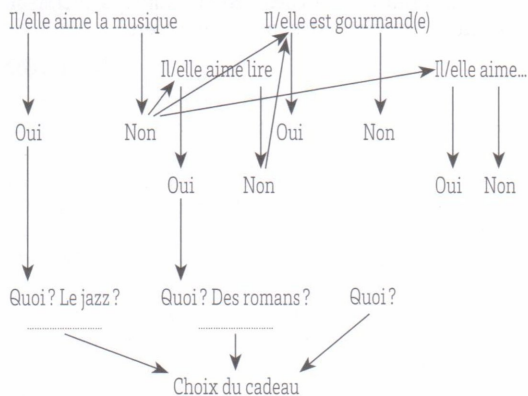 Il/elle aime la musique Il/elle est gourmand(e)
Il/elle aime lire Il/elle aime...
Oui Non Oui Non
Oui Non Oui Non
Quoi ? Le jazz ? Quoi ? Des romans ? Quoi ?
Choix du cadeau